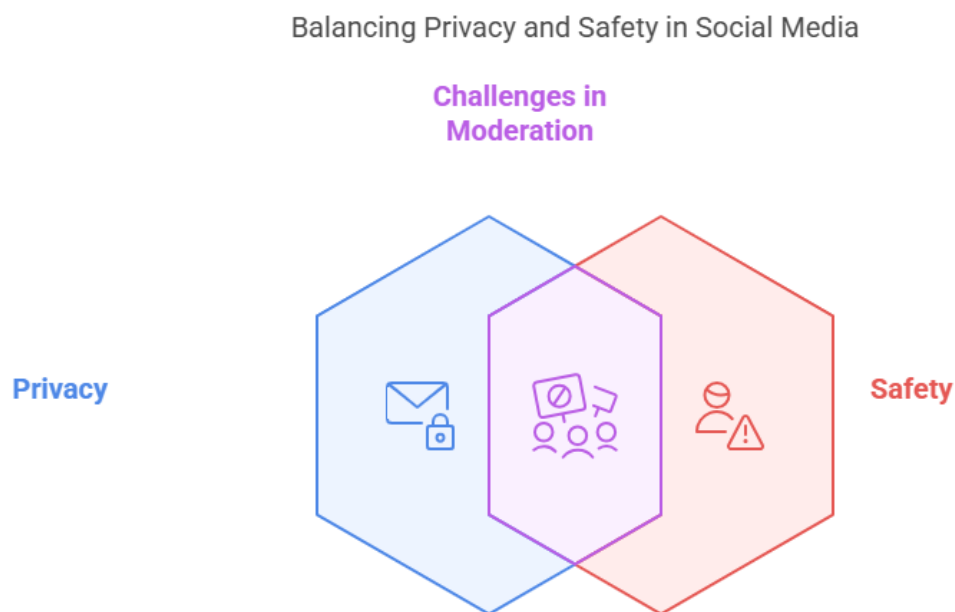 Balancing Privacy and Safety in Social Media
Challenges in
Moderation
Privacy
Safety